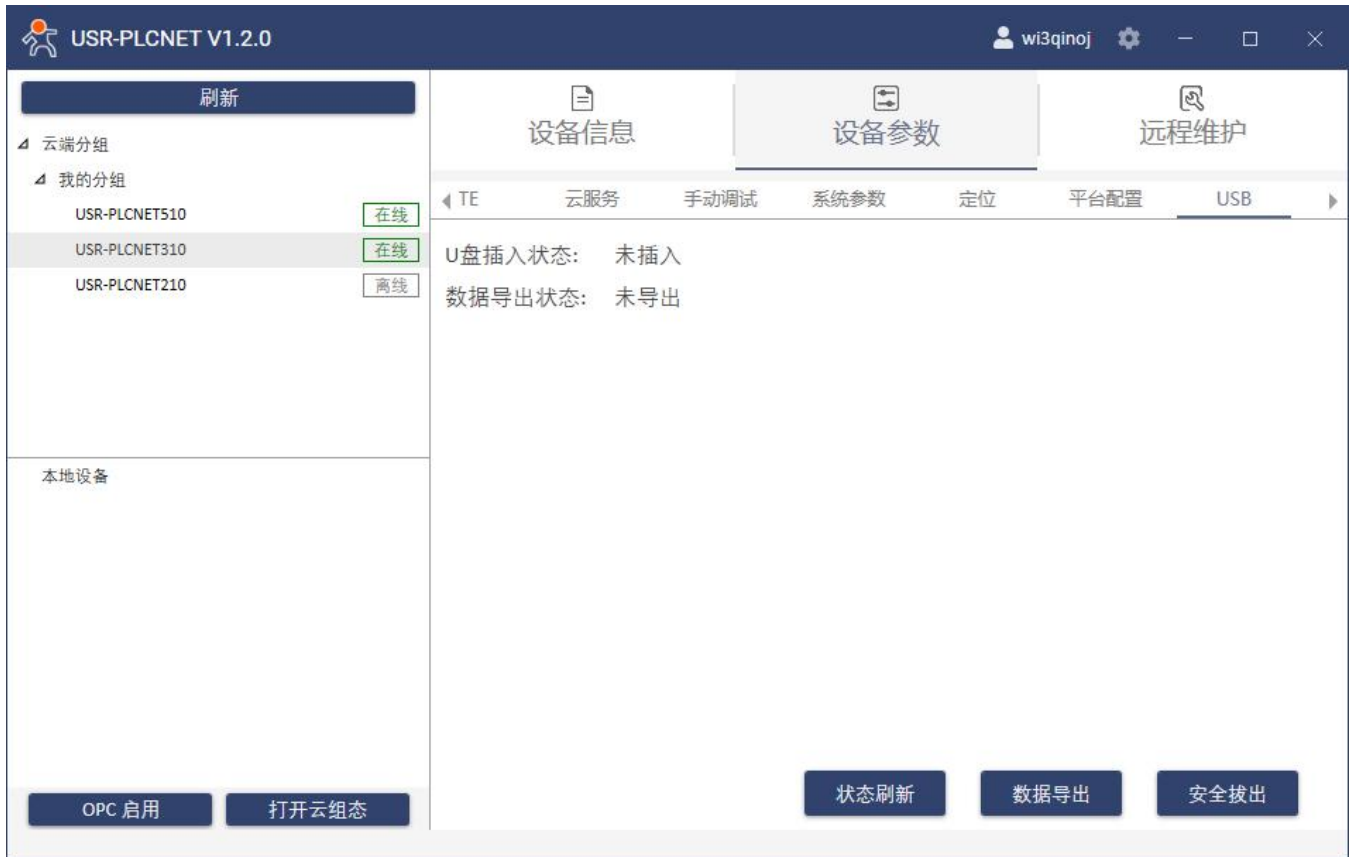 USR-PLCNET V1.2.0
wi3qinoj
刷新
云端分组
我的分组
USR-PLCNET510 在线
USR-PLCNET310 在线
USR-PLCNET210 离线
本地设备
OPC 启用 打开云组态
设备信息 设备参数 远程维护
TE 云服务 手动调试 系统参数 定位 平台配置 USB
U盘插入状态: 未插入
数据导出状态: 未导出
状态刷新 数据导出 安全拔出